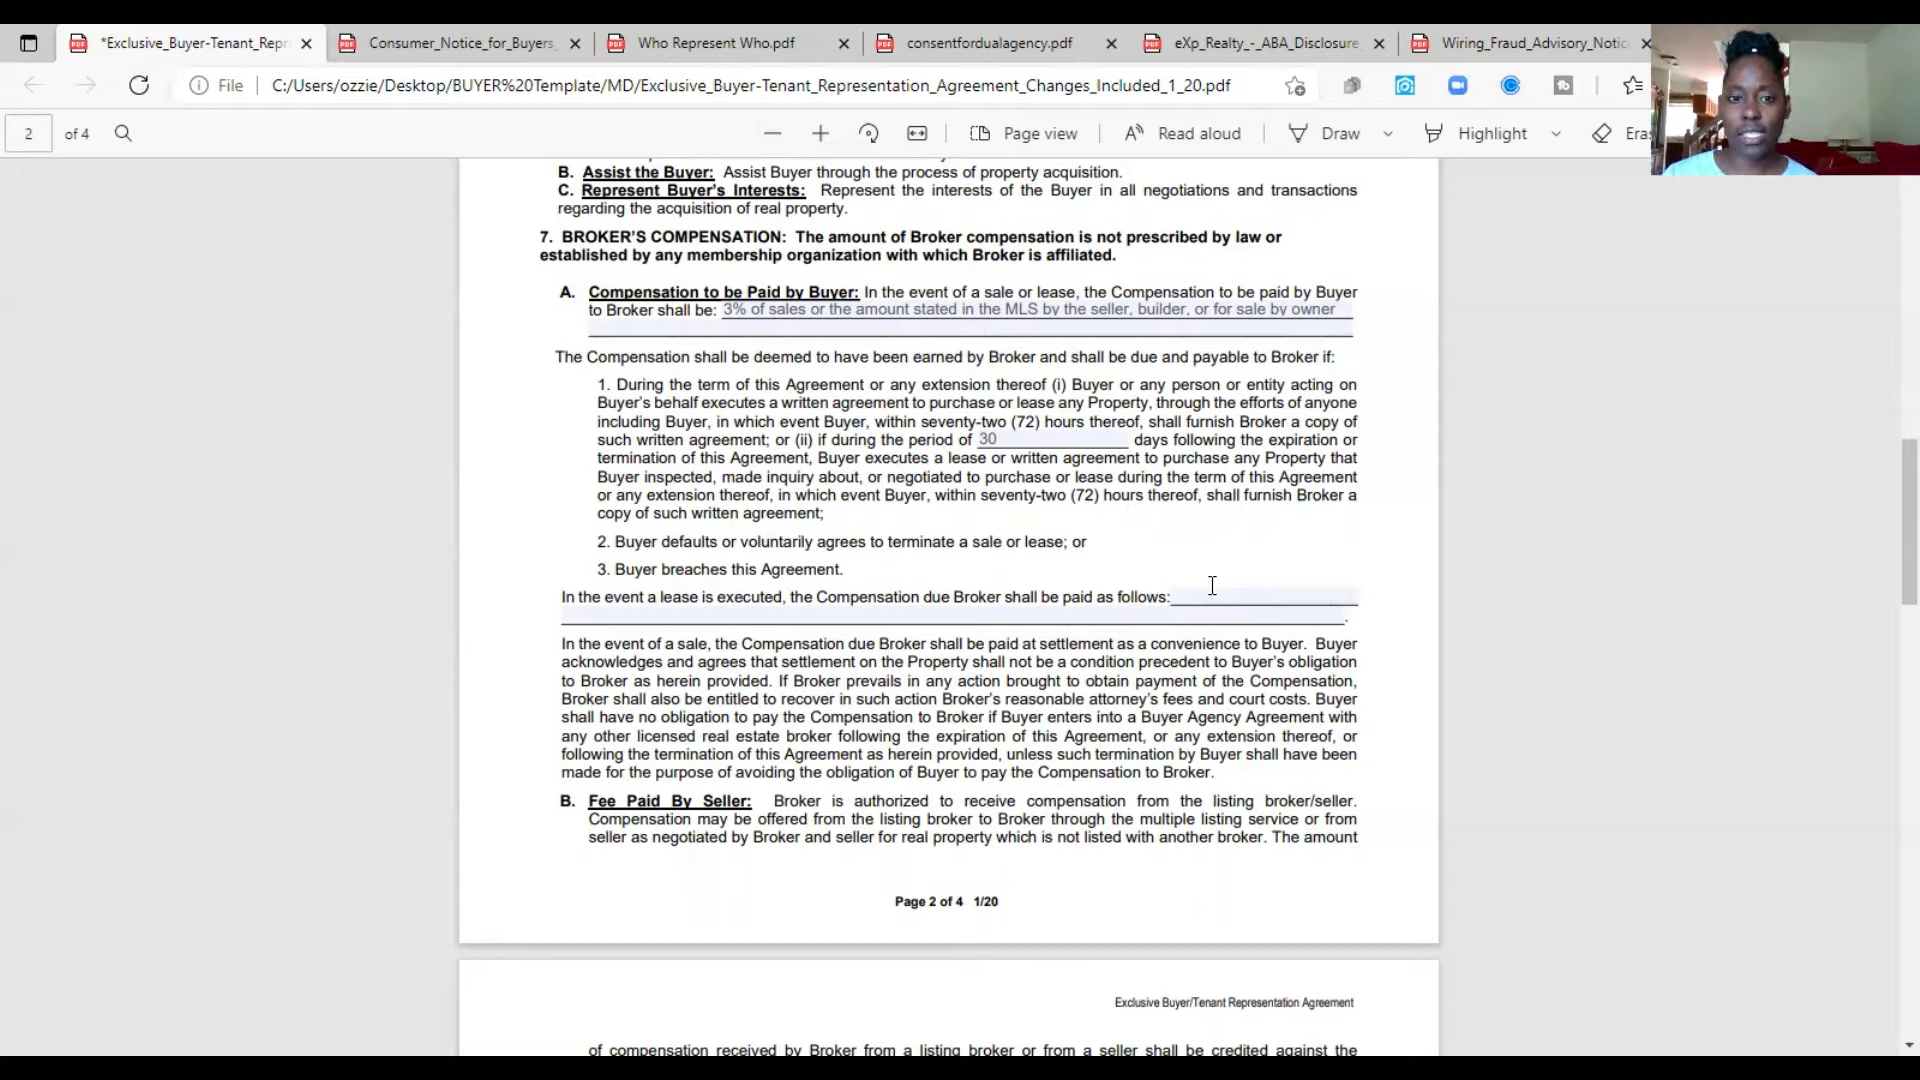 *Exclusive_Buyer-Tenant_Repr
Consumer_Notice_for_Buyers
Who Represent Who.pdf
consentfordualagency.pdf
eXp_Realty_-_ABA_Disclosure
Wiring_Fraud_Advisory_Notic
File
C:/Users/ozzie/Desktop/BUYER%20Template/MD/Exclusive_Buyer-Tenant_Representation_Agreement_Changes_Included_1_20.pdf
2 of 4
Page view
Read aloud
Draw
Highlight
Eras
B. Assist the Buyer: Assist Buyer through the process of property acquisition.
C. Represent Buyer's Interests: Represent the interests of the Buyer in all negotiations and transactions
regarding the acquisition of real property.
7. BROKER'S COMPENSATION: The amount of Broker compensation is not prescribed by law or
established by any membership organization with which Broker is affiliated.
A. Compensation to be Paid by Buyer: In the event of a sale or lease, the Compensation to be paid by Buyer
to Broker shall be: 3% of sales or the amount stated in the MLS by the seller, builder, or for sale by owner
The Compensation shall be deemed to have been earned by Broker and shall be due and payable to Broker if:
1. During the term of this Agreement or any extension thereof (i) Buyer or any person or entity acting on
Buyer's behalf executes a written agreement to purchase or lease any Property, through the efforts of anyone
including Buyer, in which event Buyer, within seventy-two (72) hours thereof, shall furnish Broker a copy of
such written agreement; or (ii) if during the period of 30 days following the expiration or
termination of this Agreement, Buyer executes a lease or written agreement to purchase any Property that
Buyer inspected, made inquiry about, or negotiated to purchase or lease during the term of this Agreement
or any extension thereof, in which event Buyer, within seventy-two (72) hours thereof, shall furnish Broker a
copy of such written agreement;
2. Buyer defaults or voluntarily agrees to terminate a sale or lease; or
3. Buyer breaches this Agreement.
In the event a lease is executed, the Compensation due Broker shall be paid as follows:
.
In the event of a sale, the Compensation due Broker shall be paid at settlement as a convenience to Buyer. Buyer
acknowledges and agrees that settlement on the Property shall not be a condition precedent to Buyer's obligation
to Broker as herein provided. If Broker prevails in any action brought to obtain payment of the Compensation,
Broker shall also be entitled to recover in such action Broker's reasonable attorney's fees and court costs. Buyer
shall have no obligation to pay the Compensation to Broker if Buyer enters into a Buyer Agency Agreement with
any other licensed real estate broker following the expiration of this Agreement, or any extension thereof, or
following the termination of this Agreement as herein provided, unless such termination by Buyer shall have been
made for the purpose of avoiding the obligation of Buyer to pay the Compensation to Broker.
B. Fee Paid By Seller: Broker is authorized to receive compensation from the listing broker/seller.
Compensation may be offered from the listing broker to Broker through the multiple listing service or from
seller as negotiated by Broker and seller for real property which is not listed with another broker. The amount
Page 2 of 4 1/20
Exclusive Buyer/Tenant Representation Agreement
of compensation received by Broker from a listing broker or from a seller shall be credited against the